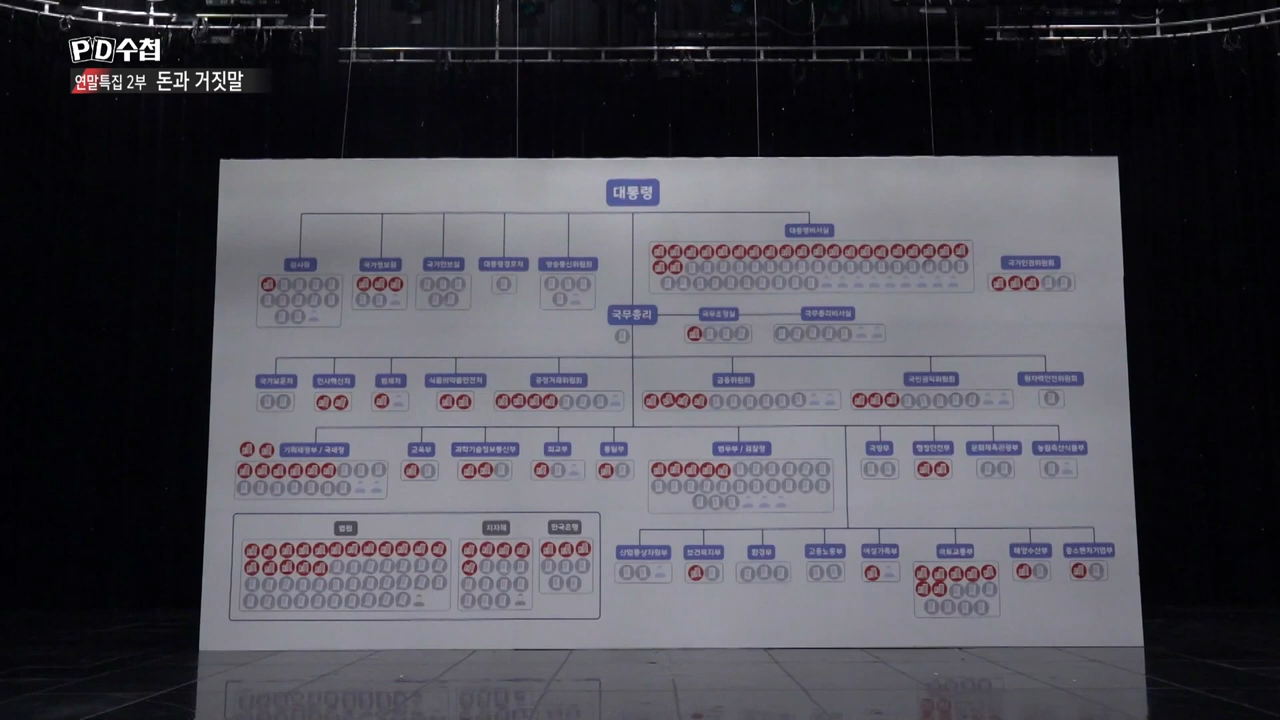 PD수첩
연말특집 2부 돈과 거짓말
대통령
대통령비서실
감사원
국가정보원
국가안보실
대통령경호처
방송통신위원회
국가인권위원회
국무총리
국무조정실
국무총리비서실
국가보훈처
인사혁신처
법제처
식품의약품안전처
공정거래위원회
금융위원회
국민권익위원회
원자력안전위원회
기획재정부 / 국세청
교육부
과학기술정보통신부
외교부
통일부
법무부 / 검찰청
국방부
행정안전부
문화체육관광부
농림축산식품부
법원
지자체
한국은행
산업통상자원부
보건복지부
환경부
고용노동부
여성가족부
국토교통부
해양수산부
중소벤처기업부